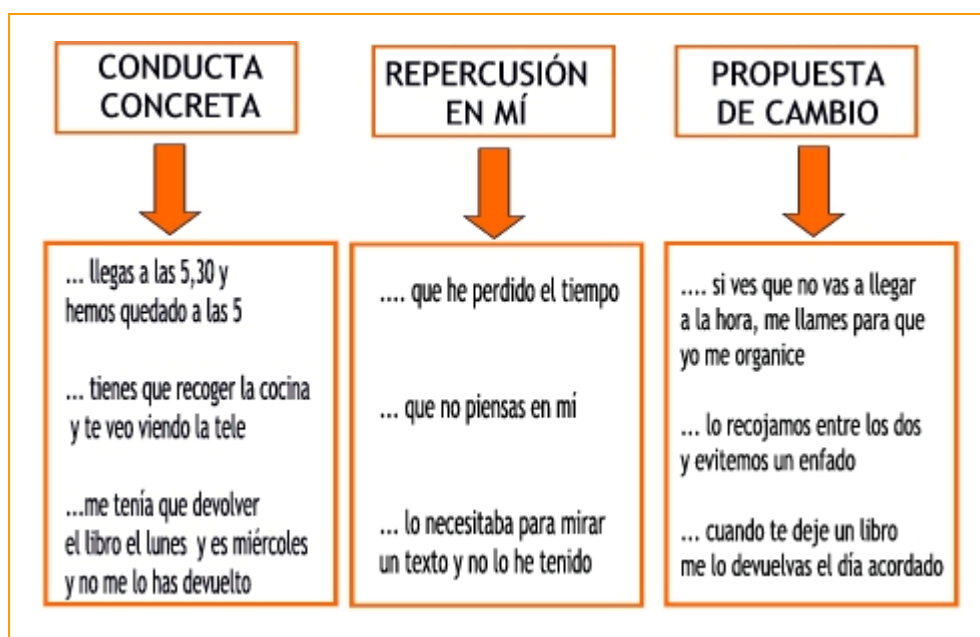 CONDUCTA
CONCRETA
REPERCUSIÓN
EN MÍ
PROPUESTA
DE CAMBIO
... llegas a las 5,30 y
hemos quedado a las 5
... tienes que recoger la cocina
y te veo viendo la tele
...me tenía que devolver
el libro el lunes y es miércoles
y no me lo has devuelto
.... que he perdido el tiempo
... que no piensas en mí
... lo necesitaba para mirar
un texto y no lo he tenido
.... si ves que no vas a llegar
a la hora, me llames para que
yo me organice
... lo recojamos entre los dos
y evitemos un enfado
... cuando te deje un libro
me lo devuelvas el día acordado